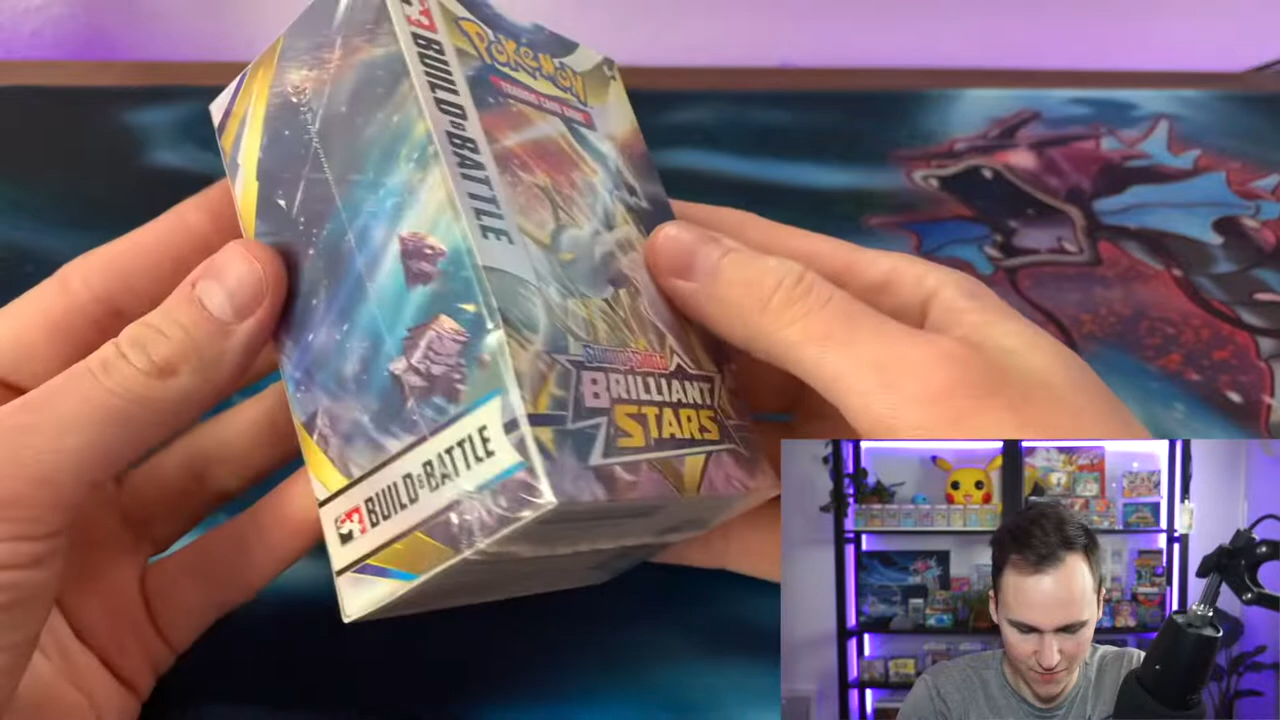 BUILD & BATTLE
POKéMON
TRADING CARD GAME
SWORD & SHIELD
BRILLIANT
STARS
BUILD & BATTLE